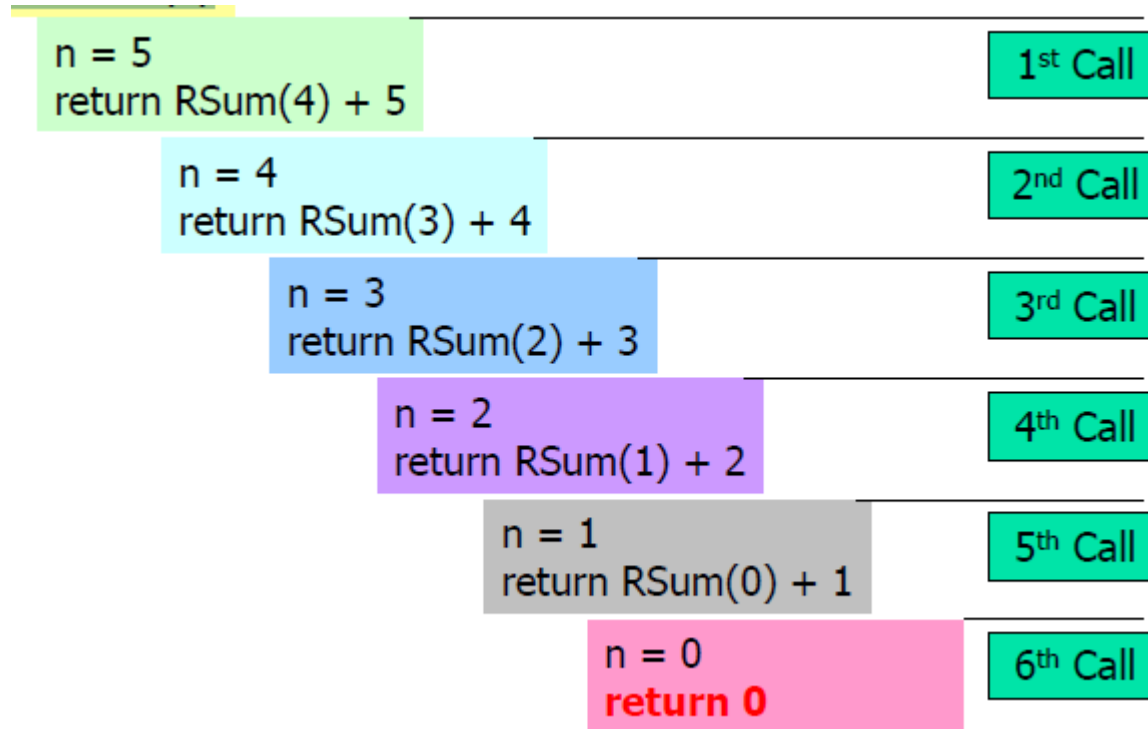 n = 5
return RSum(4) + 5
1st Call
n = 4
return RSum(3) + 4
2nd Call
n = 3
return RSum(2) + 3
3rd Call
n = 2
return RSum(1) + 2
4th Call
n = 1
return RSum(0) + 1
5th Call
n = 0
return 0
6th Call